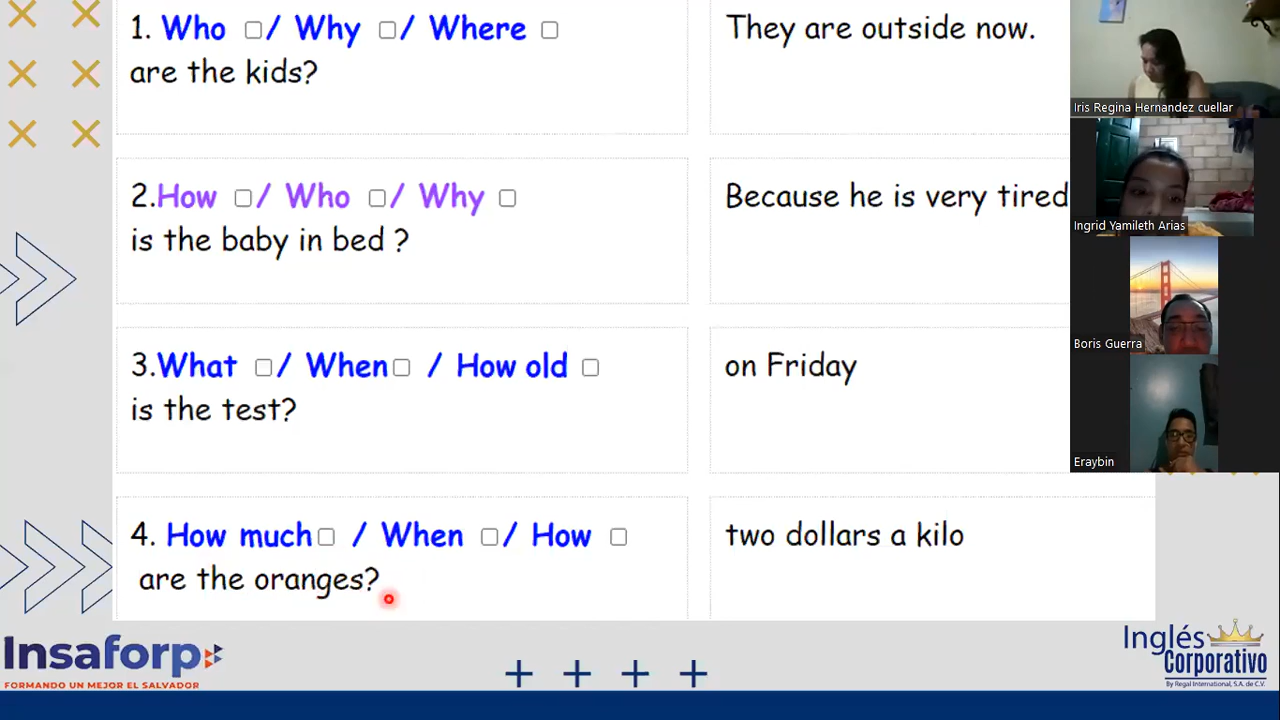 1. Who / Why / Where
are the kids?
They are outside now.
2.How / Who / Why
is the baby in bed ?
Because he is very tired
3.What / When / How old
is the test?
on Friday
4. How much / When / How
are the oranges?
two dollars a kilo
Iris Regina Hernandez cuellar
Ingrid Yamileth Arias
Boris Guerra
Eraybin
Insaforp
FORMANDO UN MEJOR EL SALVADOR
Inglés
Corporativo
By Regal International, S.A. de C.V.